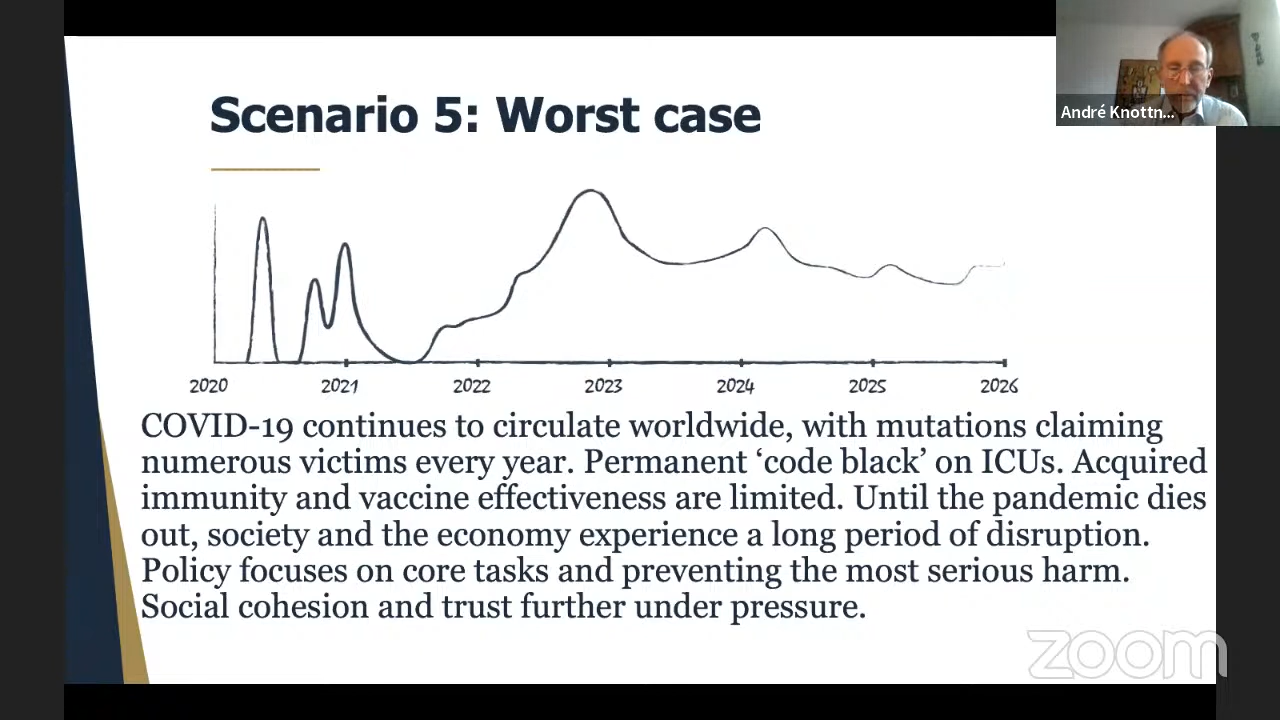 Scenario 5: Worst case
André Knottn...
2020 2021 2022 2023 2024 2025 2026
COVID-19 continues to circulate worldwide, with mutations claiming
numerous victims every year. Permanent ‘code black’ on ICUs. Acquired
immunity and vaccine effectiveness are limited. Until the pandemic dies
out, society and the economy experience a long period of disruption.
Policy focuses on core tasks and preventing the most serious harm.
Social cohesion and trust further under pressure.
zoom